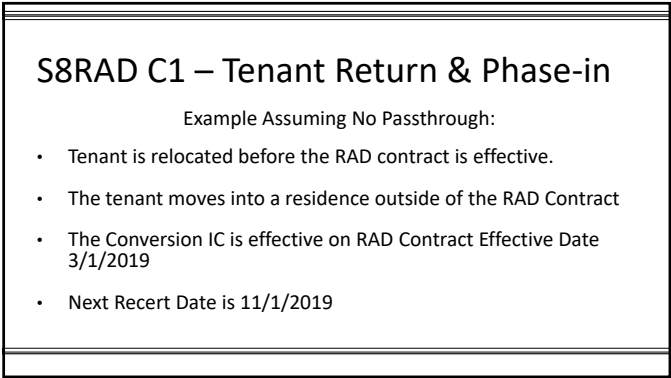 S8RAD C1 – Tenant Return & Phase-in
Example Assuming No Passthrough:
• Tenant is relocated before the RAD contract is effective.
• The tenant moves into a residence outside of the RAD Contract
• The Conversion IC is effective on RAD Contract Effective Date
3/1/2019
• Next Recert Date is 11/1/2019